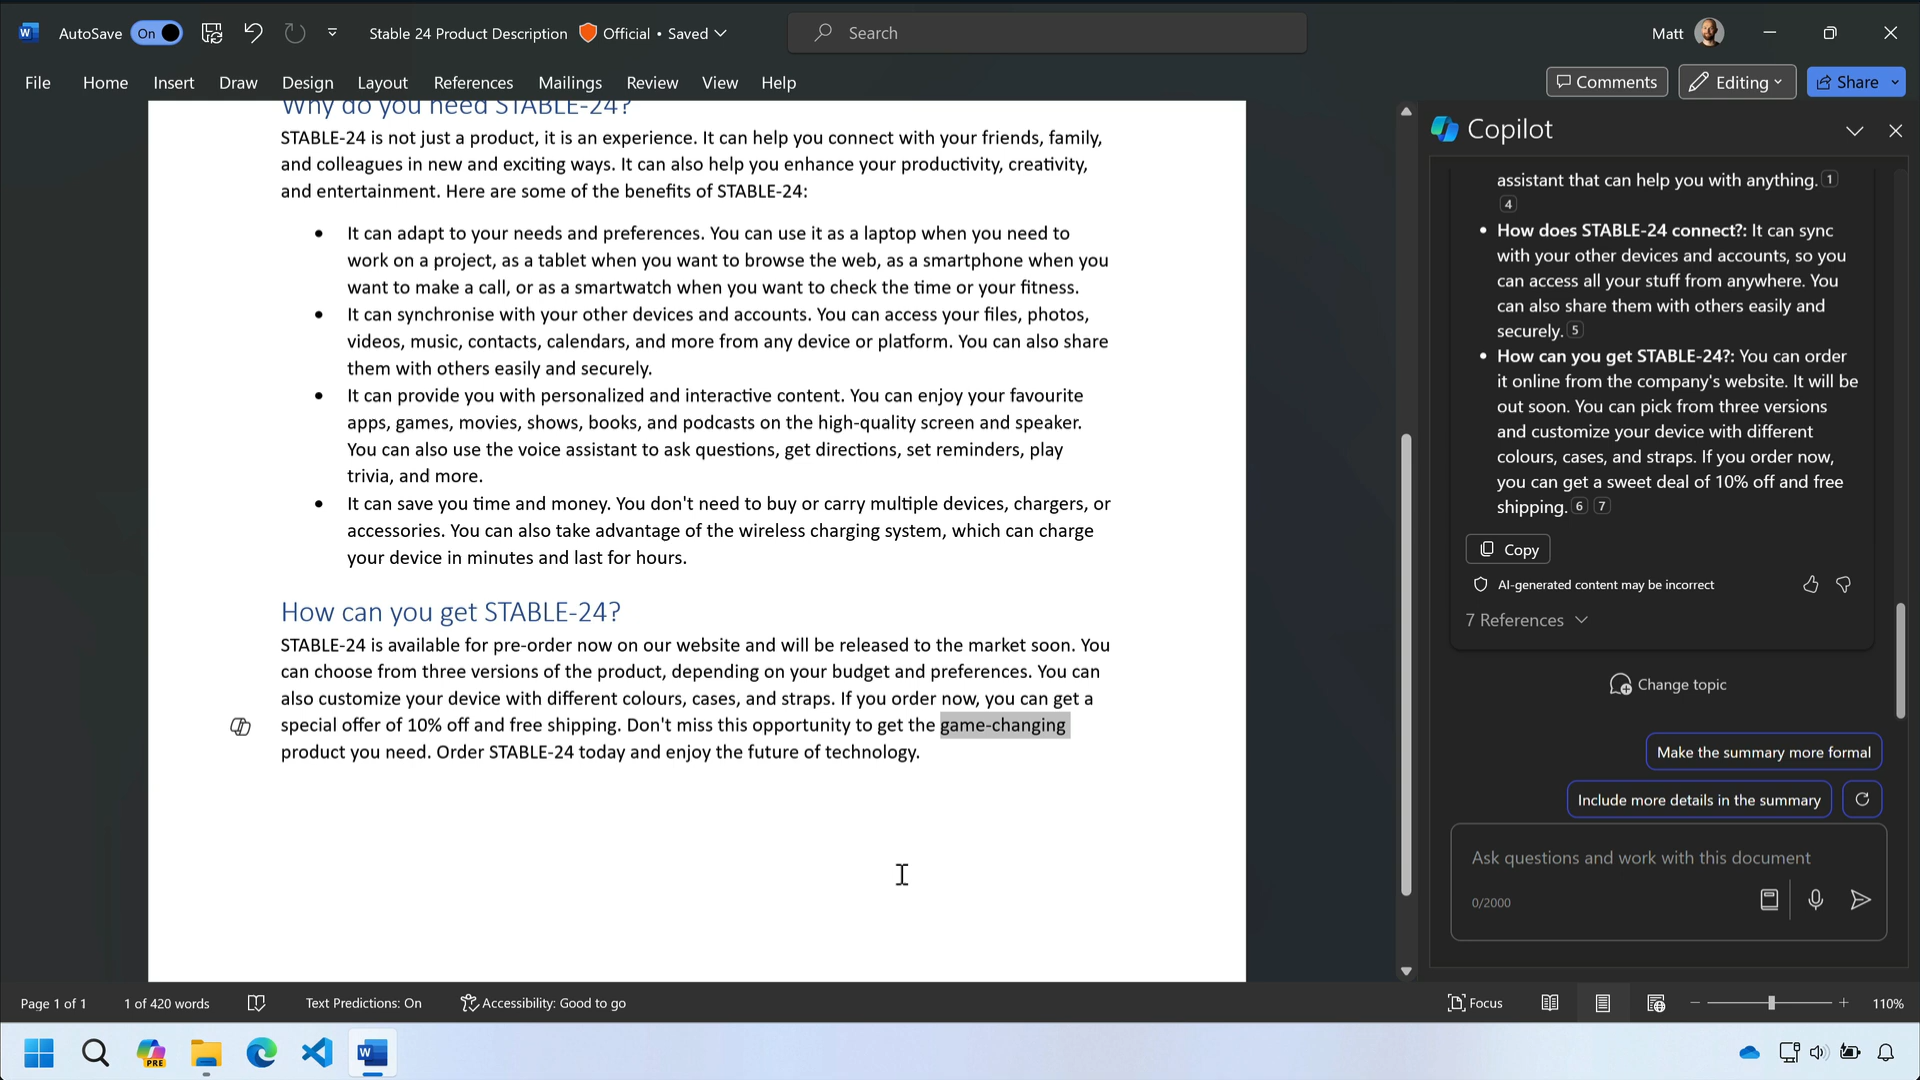 AutoSave On Stable 24 Product Description Official • Saved Search Matt
File Home Insert Draw Design Layout References Mailings Review View Help Comments Editing Share
Why do you need STABLE-24?
STABLE-24 is not just a product, it is an experience. It can help you connect with your friends, family,
and colleagues in new and exciting ways. It can also help you enhance your productivity, creativity,
and entertainment. Here are some of the benefits of STABLE-24:
• It can adapt to your needs and preferences. You can use it as a laptop when you need to
work on a project, as a tablet when you want to browse the web, as a smartphone when you
want to make a call, or as a smartwatch when you want to check the time or your fitness.
• It can synchronise with your other devices and accounts. You can access your files, photos,
videos, music, contacts, calendars, and more from any device or platform. You can also share
them with others easily and securely.
• It can provide you with personalized and interactive content. You can enjoy your favourite
apps, games, movies, shows, books, and podcasts on the high-quality screen and speaker.
You can also use the voice assistant to ask questions, get directions, set reminders, play
trivia, and more.
• It can save you time and money. You don't need to buy or carry multiple devices, chargers, or
accessories. You can also take advantage of the wireless charging system, which can charge
your device in minutes and last for hours.
How can you get STABLE-24?
STABLE-24 is available for pre-order now on our website and will be released to the market soon. You
can choose from three versions of the product, depending on your budget and preferences. You can
also customize your device with different colours, cases, and straps. If you order now, you can get a
special offer of 10% off and free shipping. Don't miss this opportunity to get the game-changing
product you need. Order STABLE-24 today and enjoy the future of technology.
Copilot
assistant that can help you with anything. 1
4
• How does STABLE-24 connect?: It can sync
with your other devices and accounts, so you
can access all your stuff from anywhere. You
can also share them with others easily and
securely. 5
• How can you get STABLE-24?: You can order
it online from the company's website. It will be
out soon. You can pick from three versions
and customize your device with different
colours, cases, and straps. If you order now,
you can get a sweet deal of 10% off and free
shipping. 6 7
Copy
AI-generated content may be incorrect
7 References
Change topic
Make the summary more formal
Include more details in the summary
Ask questions and work with this document
0/2000
Page 1 of 1 1 of 420 words Text Predictions: On Accessibility: Good to go Focus 110%
PRE